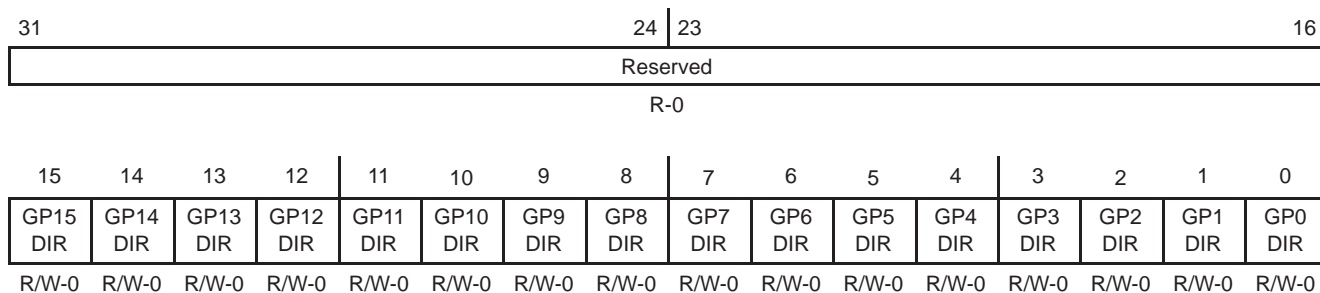 31 24 23 16
Reserved
R-0
15 14 13 12 11 10 9 8 7 6 5 4 3 2 1 0
GP15 GP14 GP13 GP12 GP11 GP10 GP9 GP8 GP7 GP6 GP5 GP4 GP3 GP2 GP1 GP0
DIR DIR DIR DIR DIR DIR DIR DIR DIR DIR DIR DIR DIR DIR DIR DIR
R/W-0 R/W-0 R/W-0 R/W-0 R/W-0 R/W-0 R/W-0 R/W-0 R/W-0 R/W-0 R/W-0 R/W-0 R/W-0 R/W-0 R/W-0 R/W-0